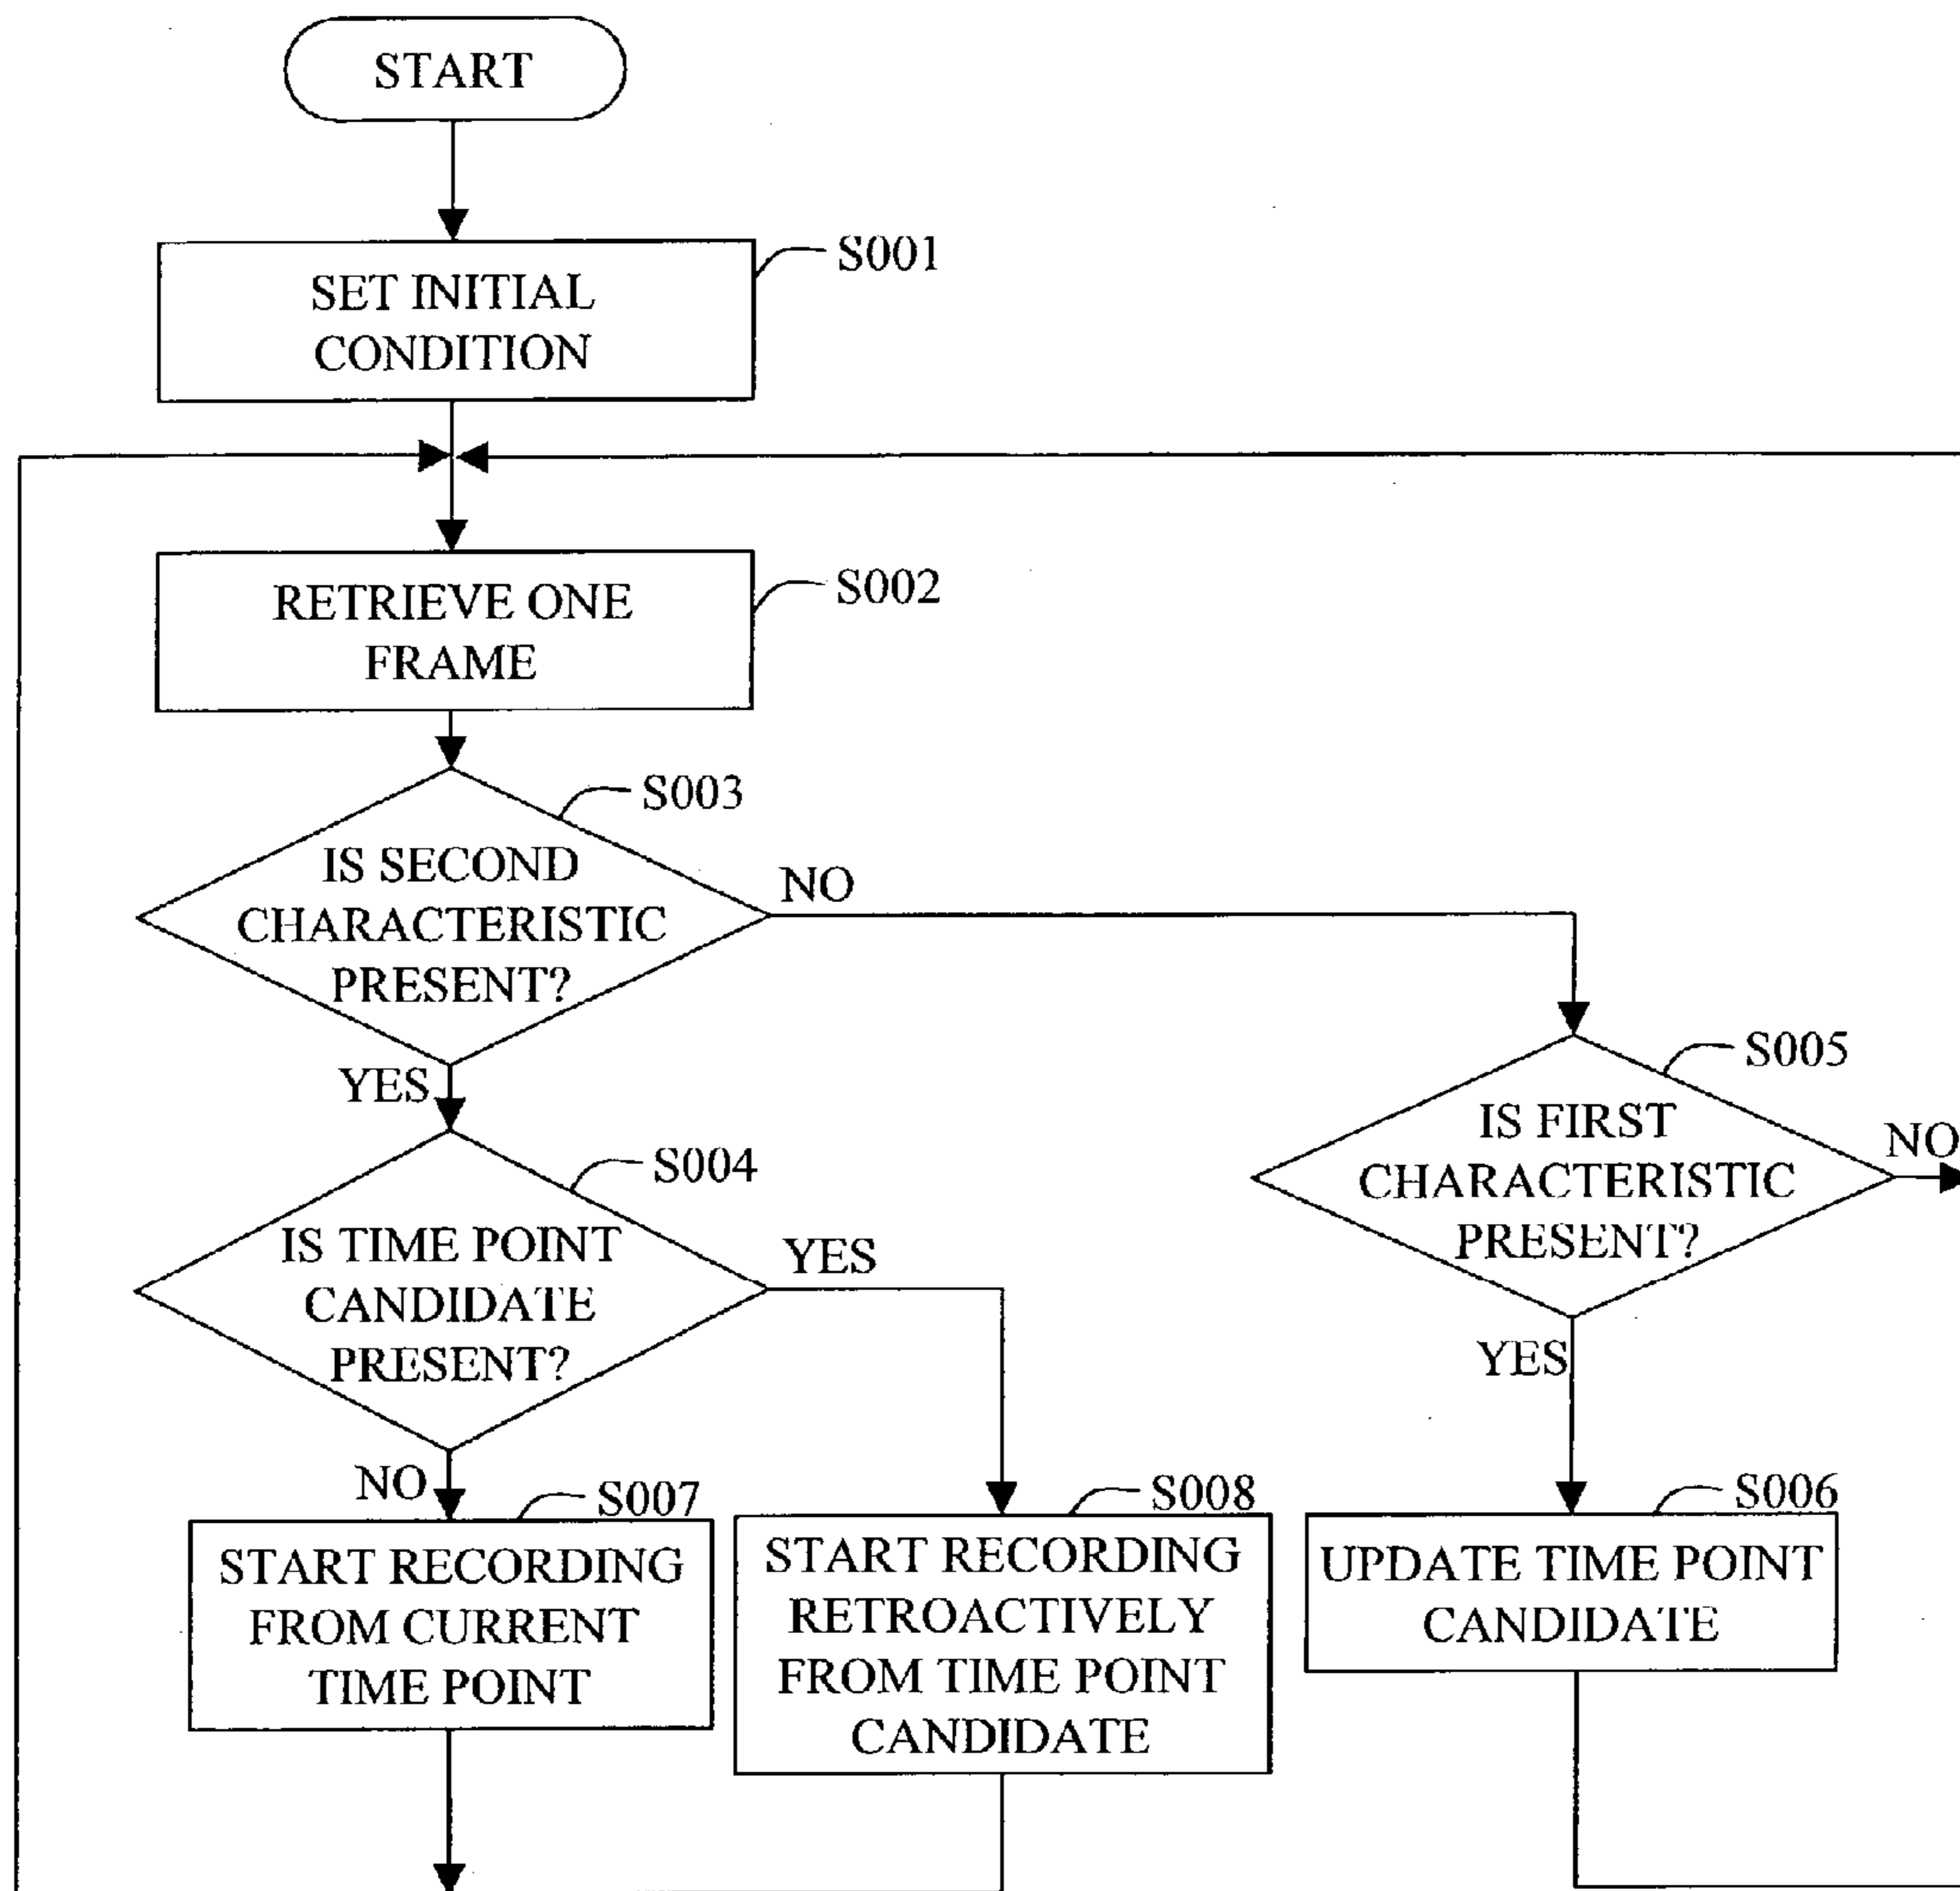 START
S001
SET INITIAL
CONDITION
S002
RETRIEVE ONE
FRAME
S003
IS SECOND
CHARACTERISTIC
PRESENT?
NO
YES
S004
IS TIME POINT
CANDIDATE
PRESENT?
YES
NO
S005
IS FIRST
CHARACTERISTIC
PRESENT?
NO
YES
S007
START RECORDING
FROM CURRENT
TIME POINT
S008
START RECORDING
RETROACTIVELY
FROM TIME POINT
CANDIDATE
S006
UPDATE TIME POINT
CANDIDATE